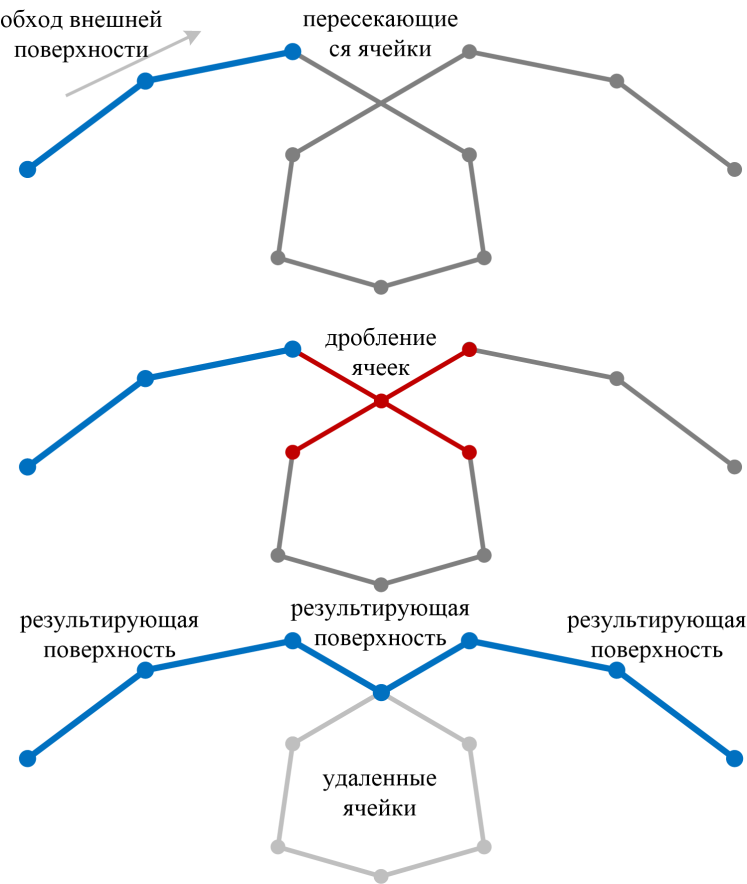 обход внешней
поверхности
пересекающие
ся ячейки
дробление
ячеек
результирующая
поверхность
результирующая
поверхность
результирующая
поверхность
удаленные
ячейки